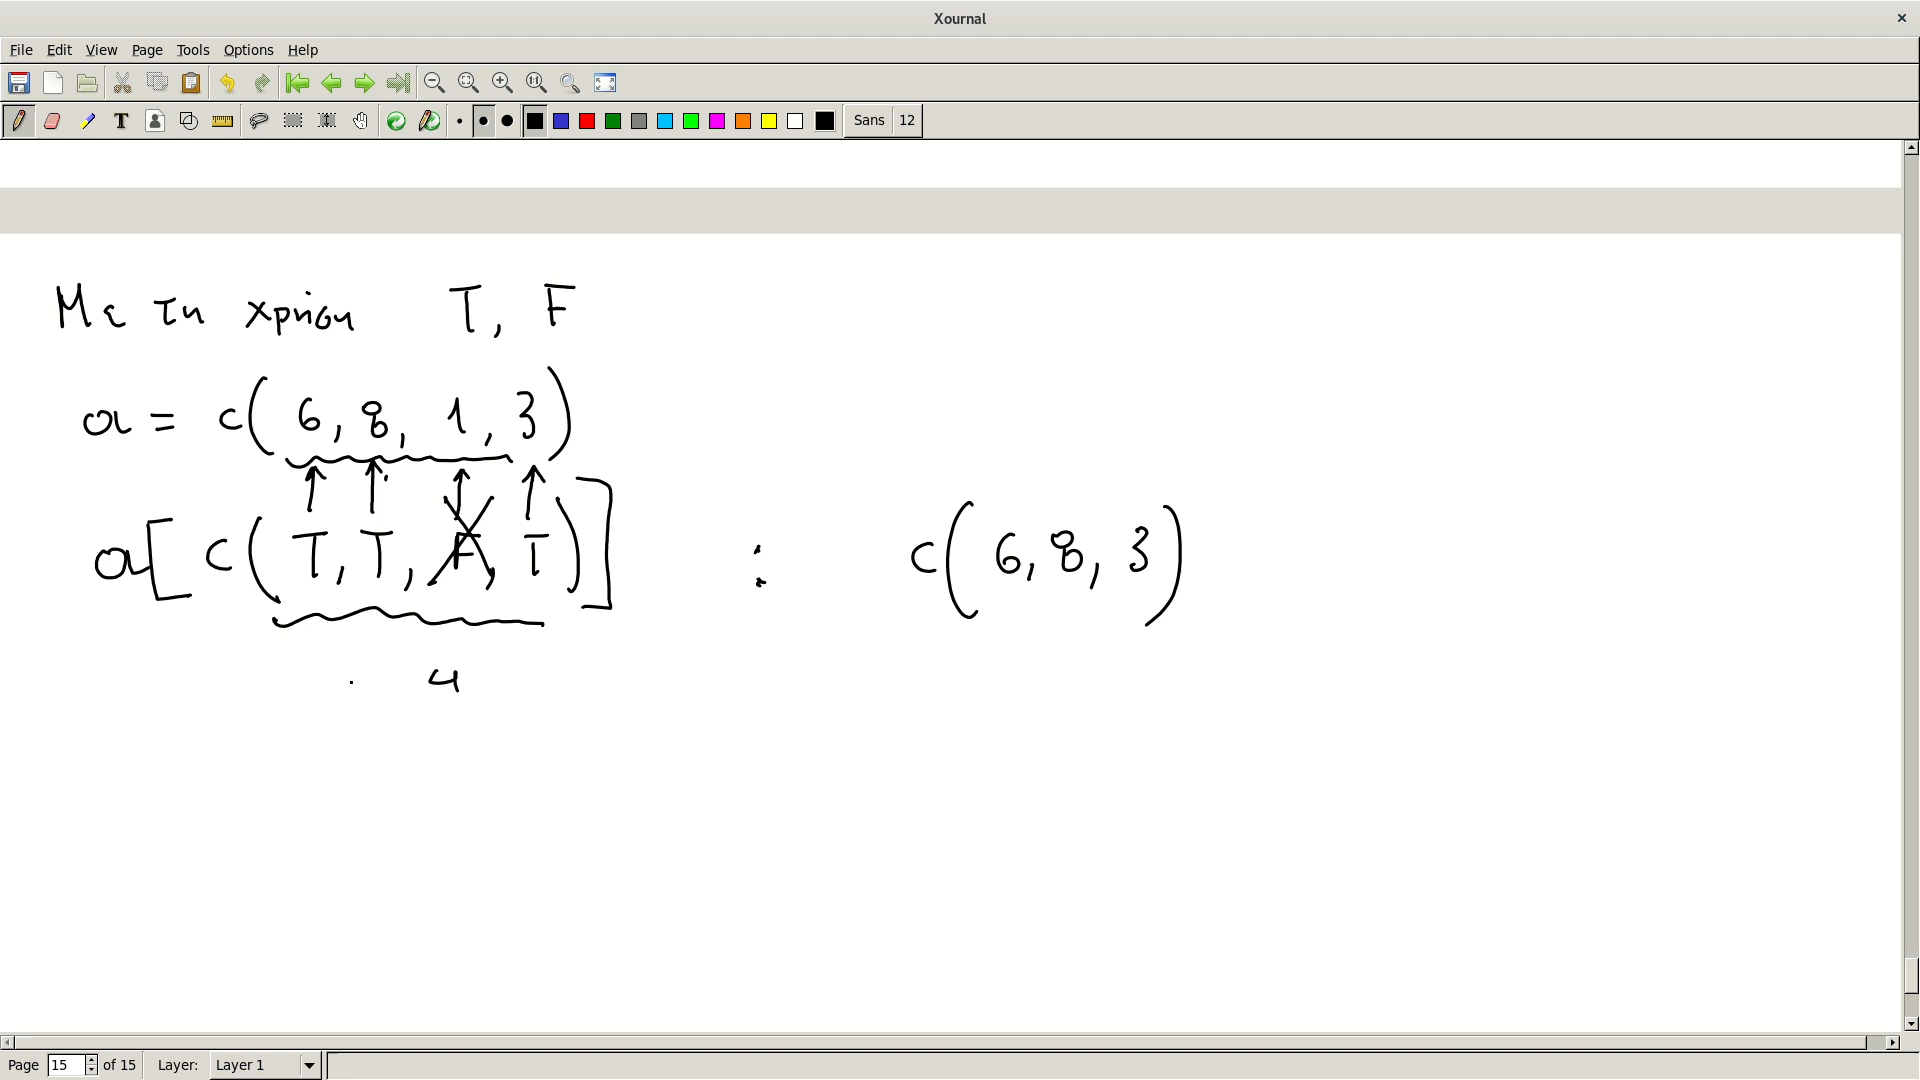 Xournal
File Edit View Page Tools Options Help
Sans 12
Με τη χρήση T, F
a = c( 6, 8, 1, 3 )
a[ c( T, T, F, T ) ] : c( 6, 8, 3 )
4
Page 15 of 15 Layer: Layer 1